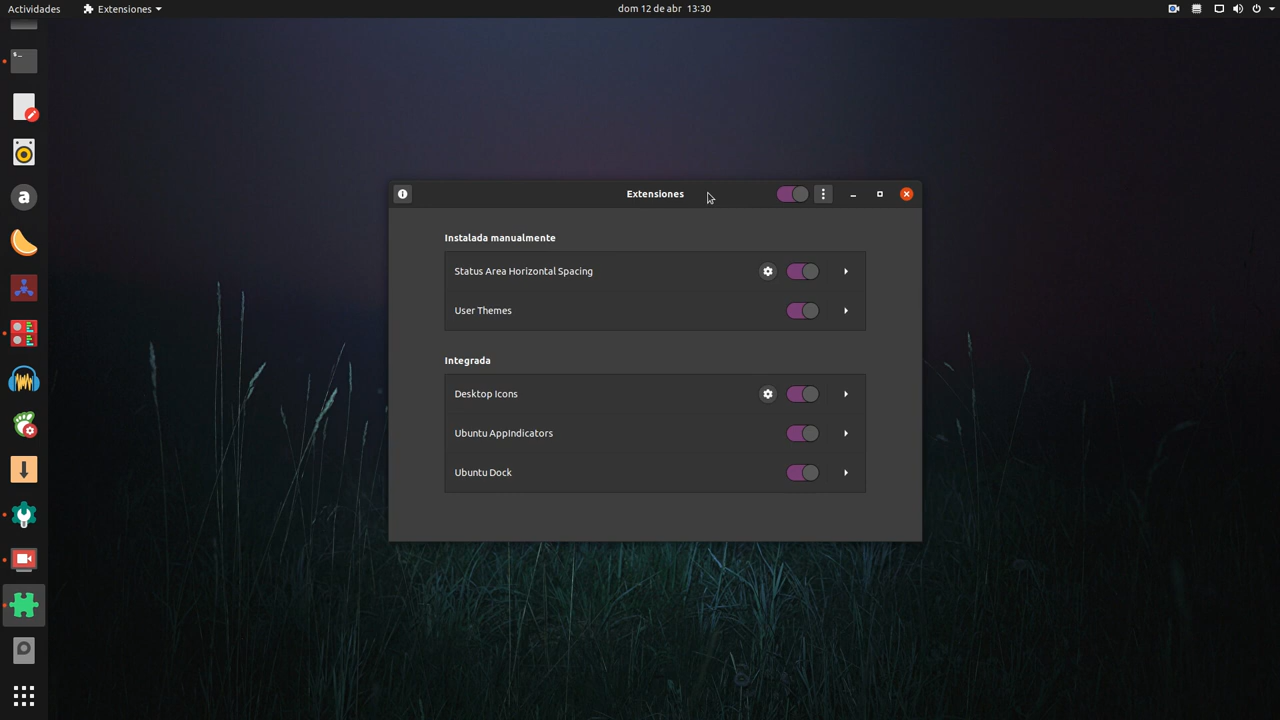 Actividades
Extensiones
dom 12 de abr 13:30
Extensiones
Instalada manualmente
Status Area Horizontal Spacing
User Themes
Integrada
Desktop Icons
Ubuntu AppIndicators
Ubuntu Dock
a